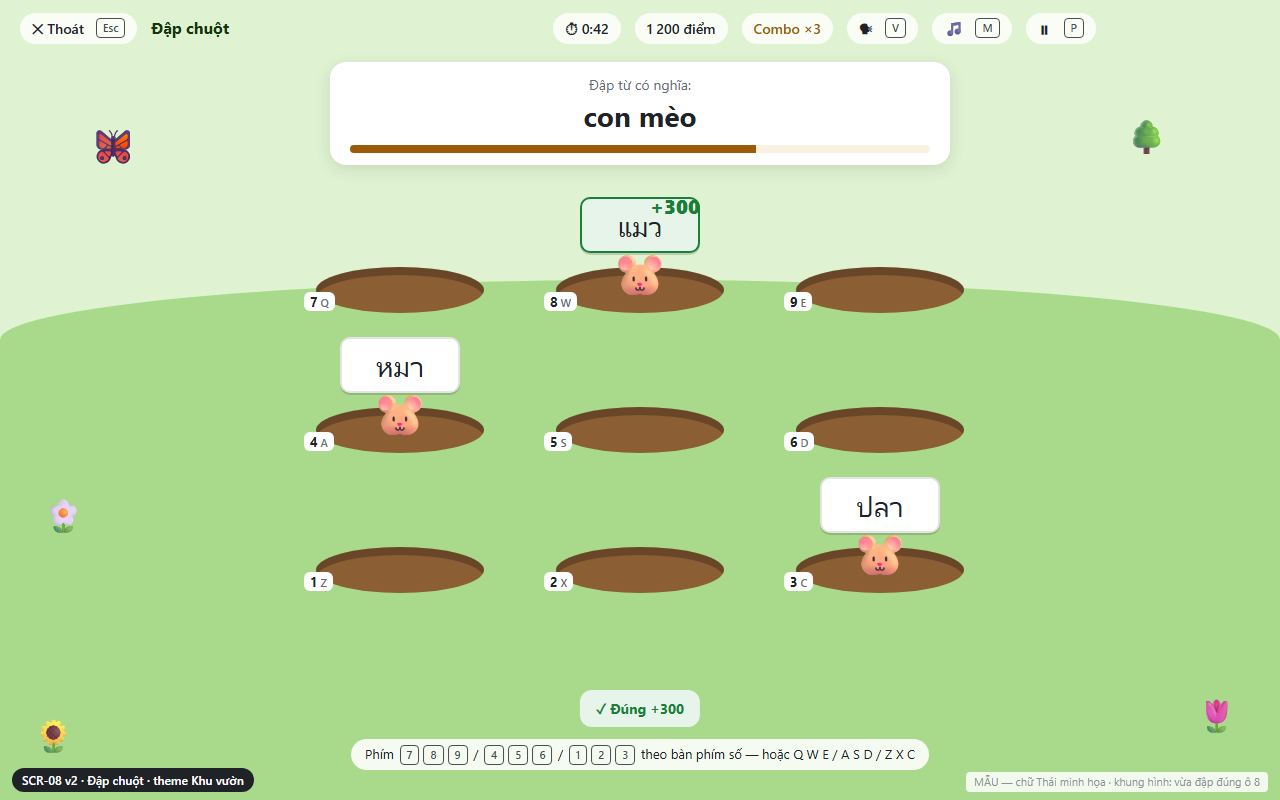 Thoát Esc Đập chuột 0:42 1 200 điểm Combo ×3 V M P
Đập từ có nghĩa:
con mèo
+300
แมว
7 Q 8 W 9 E
หมา
4 A 5 S 6 D
ปลา
1 Z 2 X 3 C
✓ Đúng +300
Phím 7 8 9 / 4 5 6 / 1 2 3 theo bàn phím số — hoặc Q W E / A S D / Z X C
SCR-08 v2 · Đập chuột · theme Khu vườn
MẪU — chữ Thái minh họa · khung hình: vừa đập đúng ô 8